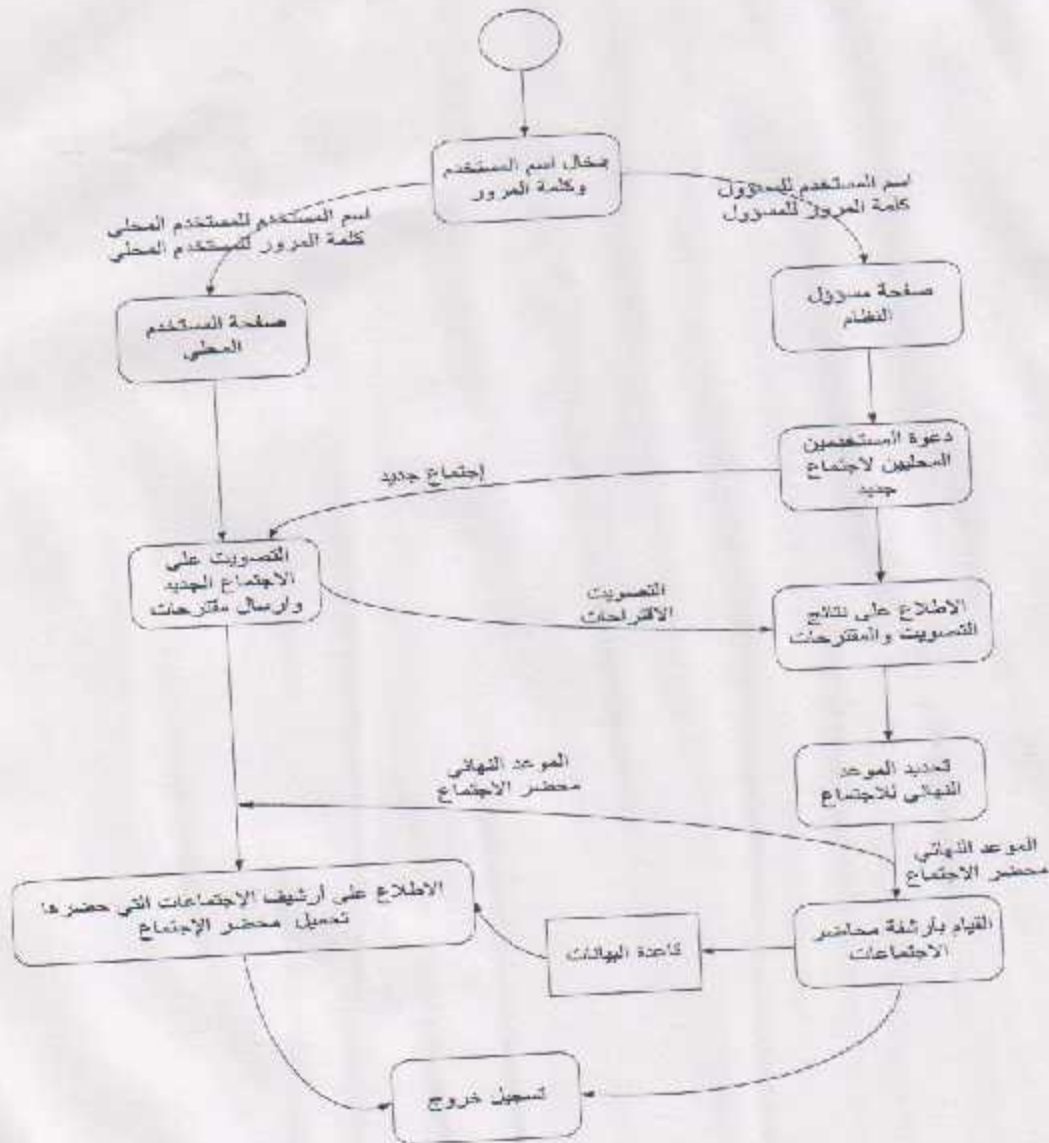 إدخال اسم المستخدم
وكلمة المرور
اسم المستخدم للمسؤول
كلمة المرور للمسؤول
اسم المستخدم للمستخدم المحلي
كلمة المرور للمستخدم المحلي
صفحة مسؤول
النظام
صفحة المستخدم
المحلي
دعوة المستخدمين
المحليين لاجتماع
جديد
إجتماع جديد
التصويت على
الاجتماع الجديد
وارسال مقترحات
التصويت
الاقتراحات
الاطلاع على نتائج
التصويت والمقترحات
تحديد الموعد
النهائي للاجتماع
الموعد النهائي
محضر الاجتماع
الموعد النهائي
محضر الاجتماع
القيام بأرشفة محاضر
الاجتماعات
قاعدة البيانات
الاطلاع على أرشيف الاجتماعات التي حضرها
تحميل محضر الإجتماع
تسجيل خروج